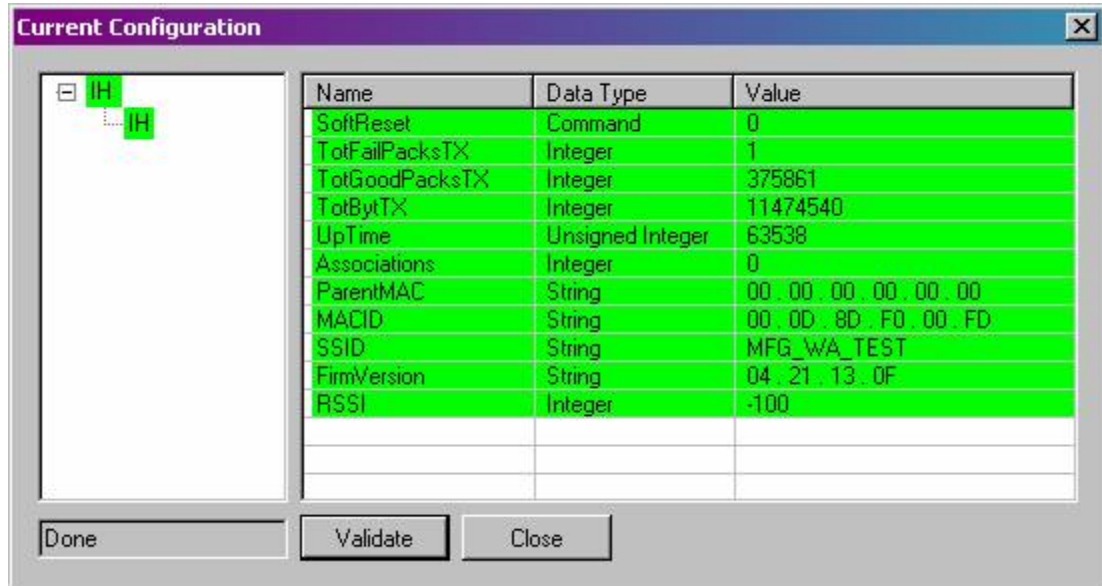 Current Configuration
IH
IH
Name Data Type Value
SoftReset Command 0
TotFailPacksTX Integer 1
TotGoodPacksTX Integer 375861
TotBytTX Integer 11474540
UpTime Unsigned Integer 63538
Associations Integer 0
ParentMAC String 00 . 00 . 00 . 00 . 00 . 00
MACID String 00 . 0D . 8D . F0 . 00 . FD
SSID String MFG_WA_TEST
FirmVersion String 04 . 21 . 13 . 0F
RSSI Integer -100
Done Validate Close